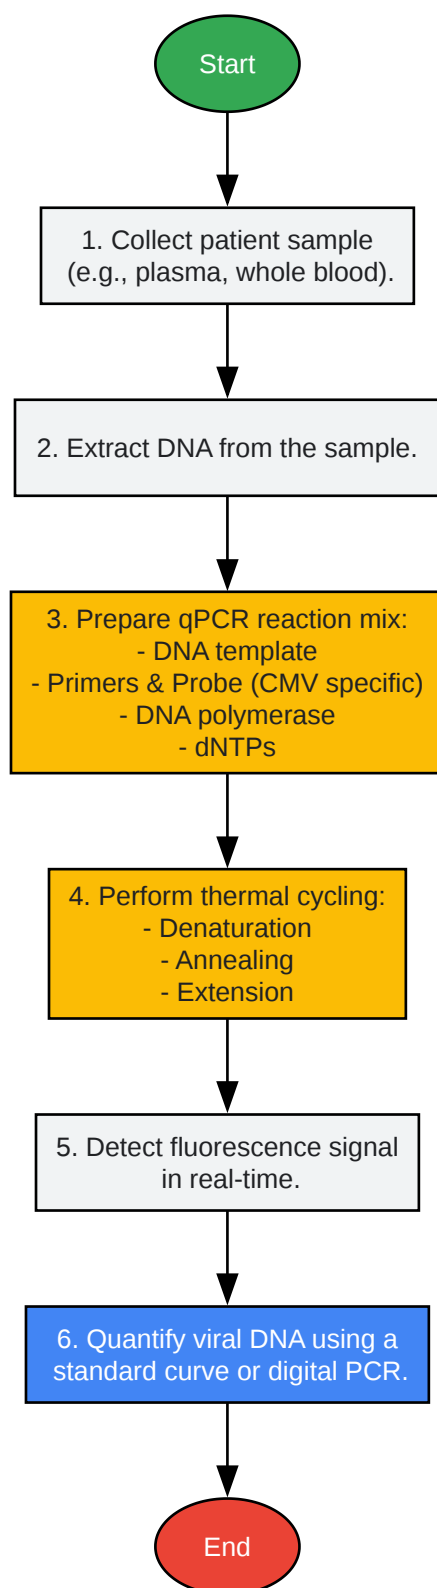 Start
1. Collect patient sample
(e.g., plasma, whole blood).
2. Extract DNA from the sample.
3. Prepare qPCR reaction mix:
- DNA template
- Primers & Probe (CMV specific)
- DNA polymerase
- dNTPs
4. Perform thermal cycling:
- Denaturation
- Annealing
- Extension
5. Detect fluorescence signal
in real-time.
6. Quantify viral DNA using a
standard curve or digital PCR.
End